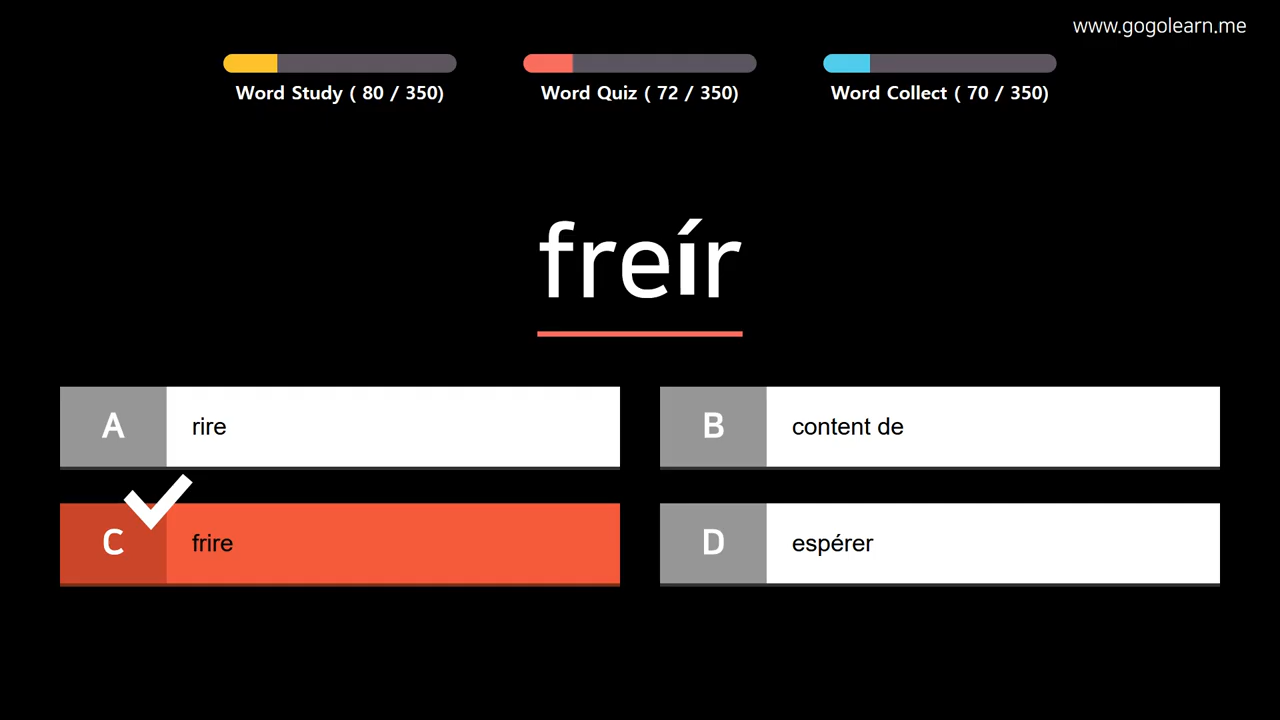 www.gogolearn.me
Word Study ( 80 / 350)
Word Quiz ( 72 / 350)
Word Collect ( 70 / 350)
freír
A rire
B content de
C frire
D espérer